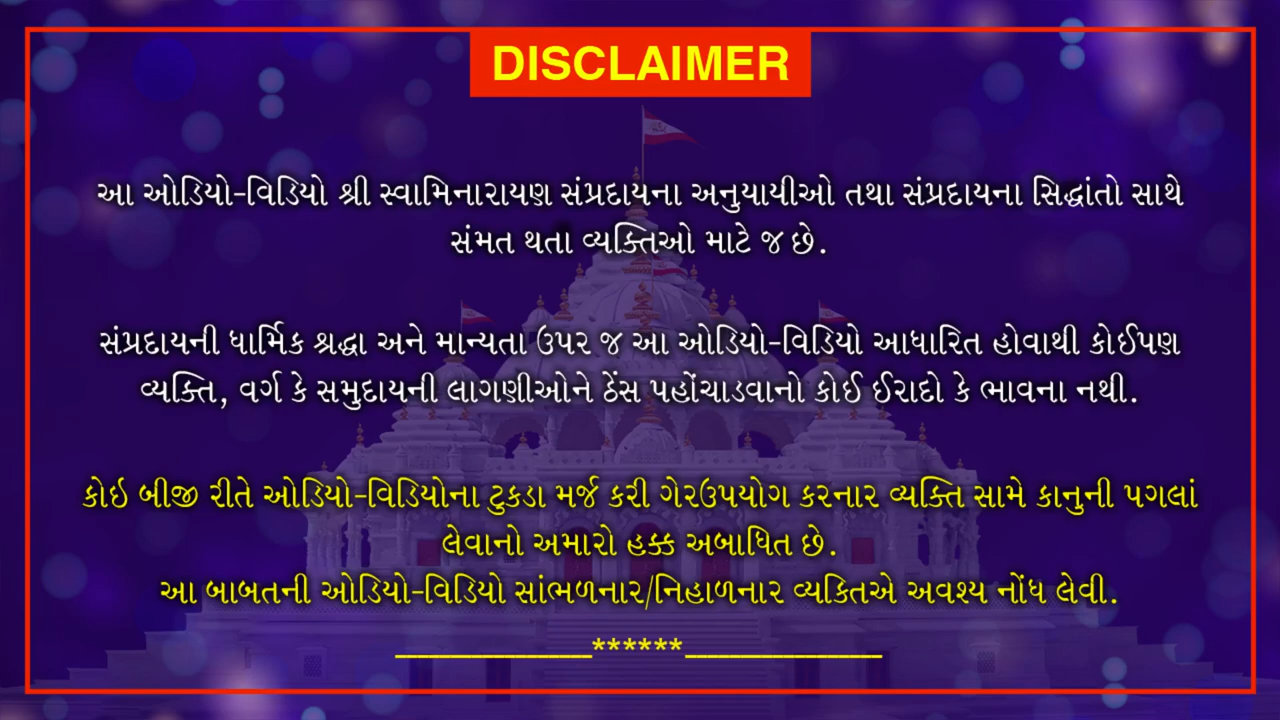 DISCLAIMER
આ ઓડિયો-વિડિયો શ્રી સ્વામિનારાયણ સંપ્રદાયના અનુયાયીઓ તથા સંપ્રદાયના સિદ્ધાંતો સાથે
સંમત થતા વ્યક્તિઓ માટે જ છે.
સંપ્રદાયની ધાર્મિક શ્રદ્ધા અને માન્યતા ઉપર જ આ ઓડિયો-વિડિયો આધારિત હોવાથી કોઈપણ
વ્યક્તિ, વર્ગ કે સમુદાયની લાગણીઓને ઠેંસ પહોંચાડવાનો કોઈ ઈરાદો કે ભાવના નથી.
કોઇ બીજી રીતે ઓડિયો-વિડિયોના ટુકડા મર્જ કરી ગેરઉપયોગ કરનાર વ્યક્તિ સામે કાનુની પગલાં
લેવાનો અમારો હક્ક અબાધિત છે.
આ બાબતની ઓડિયો-વિડિયો સાંભળનાર/નિહાળનાર વ્યકિતએ અવશ્ય નોંધ લેવી.
________________******________________